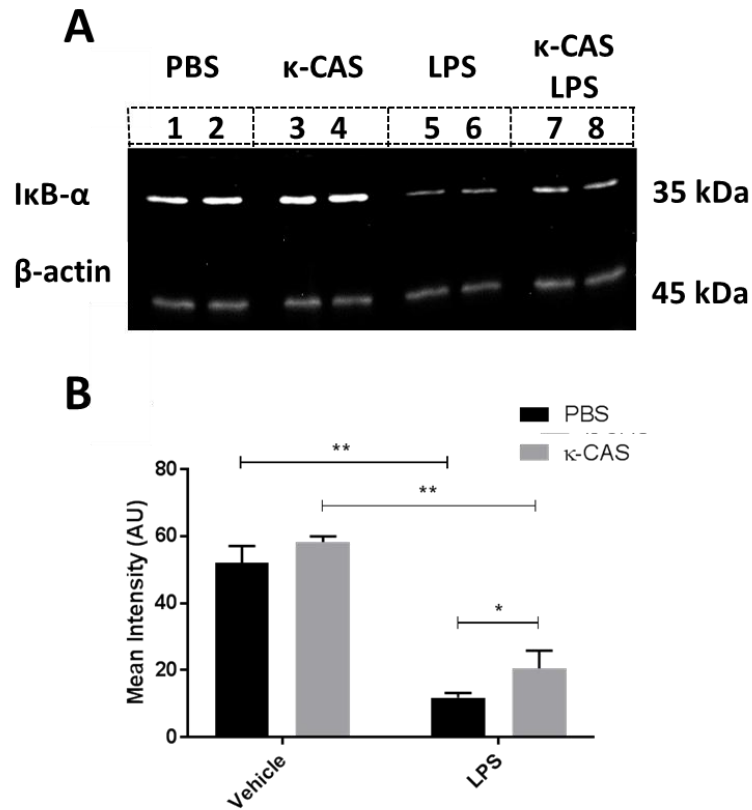 A
PBS κ-CAS LPS κ-CAS LPS
1 2 3 4 5 6 7 8
IκB-α 35 kDa
β-actin 45 kDa
B
PBS
κ-CAS
**
**
*
80
60
40
20
0
Mean Intensity (AU)
Vehicle LPS